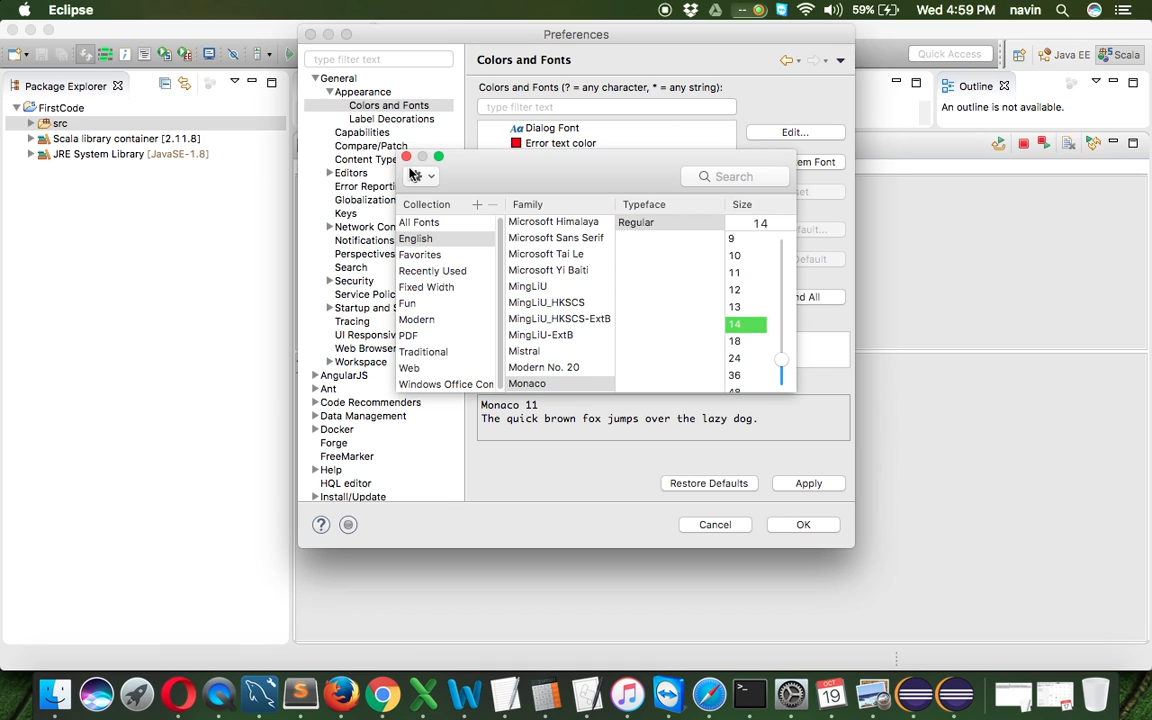 Eclipse
59%
Wed 4:59 PM
navin
Preferences
Quick Access
Java EE
Scala
type filter text
Colors and Fonts
Package Explorer
Outline
General
Appearance
Colors and Fonts (? = any character, * = any string):
Colors and Fonts
type filter text
FirstCode
An outline is not available.
Label Declarations
src
Capabilities
Aa Dialog Font
Edit...
Scala library container [2.11.8]
Compare/Patch
Error text color
JRE System Library [JavaSE-1.8]
Content Type
Editors
Search
Error Reporti
Globalization
Collection
Family
Typeface
Size
Keys
All Fonts
Microsoft Himalaya
Regular
14
Network Con
English
Microsoft Sans Serif
9
Notifications
Favorites
Microsoft Tai Le
10
Perspectives
Search
Recently Used
Microsoft Yi Baiti
11
Security
Fixed Width
MingLiU
12
Service Polic
Fun
MingLiU_HKSCS
13
Startup and
Modern
MingLiU_HKSCS-ExtB
14
Tracing
PDF
MingLiU-ExtB
18
UI Responsiv
Web Browser
Traditional
Mistral
24
Workspace
Web
Modern No. 20
36
AngularJS
Windows Office Con
Monaco
48
Ant
Code Recommenders
Monaco 11
Data Management
The quick brown fox jumps over the lazy dog.
Docker
Forge
FreeMarker
Help
HQL editor
Restore Defaults
Apply
Install/Update
Cancel
OK
OCT
19